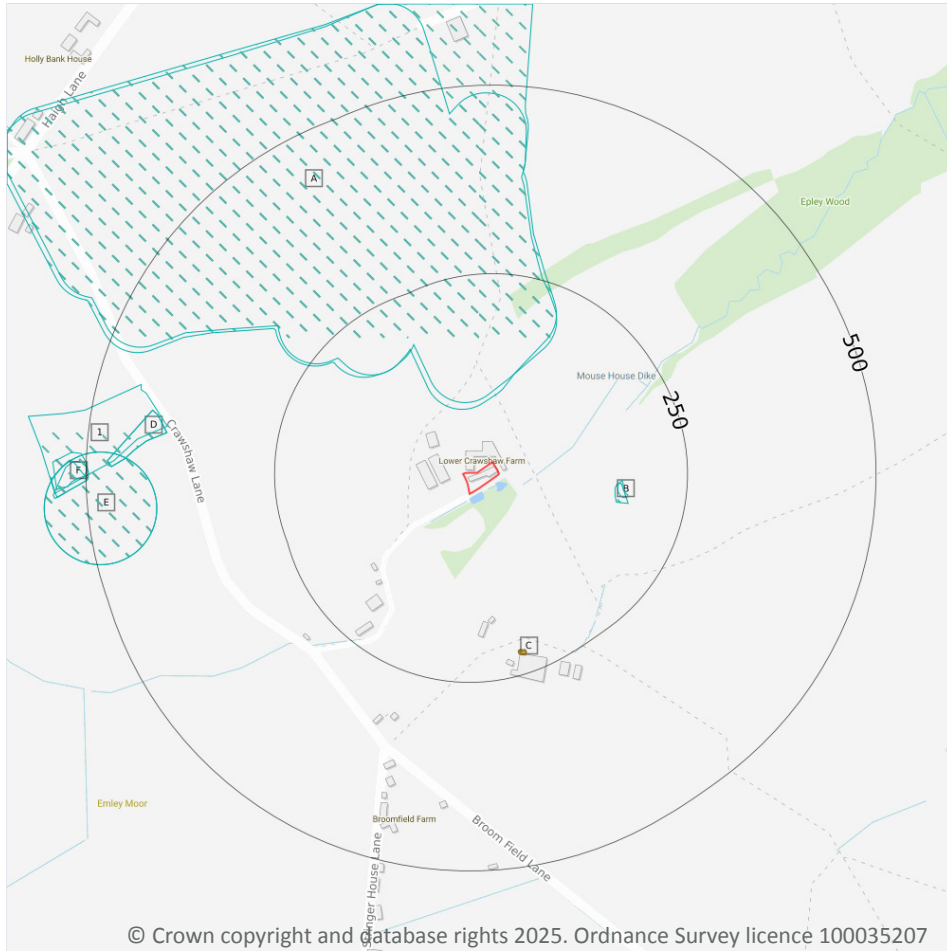 Holly Bank House
Haigh Lane
A
Epley Wood
500
Mouse House Dike
250
1
D
Crawshaw Lane
F
Lower Crawshaw Farm
E
B
C
Emley Moor
Broomfield Farm
Broom Field Lane
House Lane
© Crown copyright and database rights 2025. Ordnance Survey licence 100035207